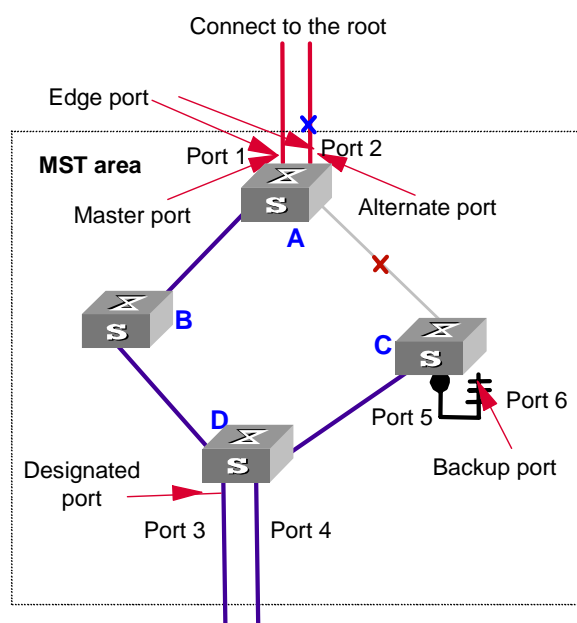 Connect to the root
Edge port
MST area
Port 1
Port 2
Master port
Alternate port
S
A
B
S
C
S
D
S
Port 5
Port 6
Backup port
Designated
port
Port 3
Port 4